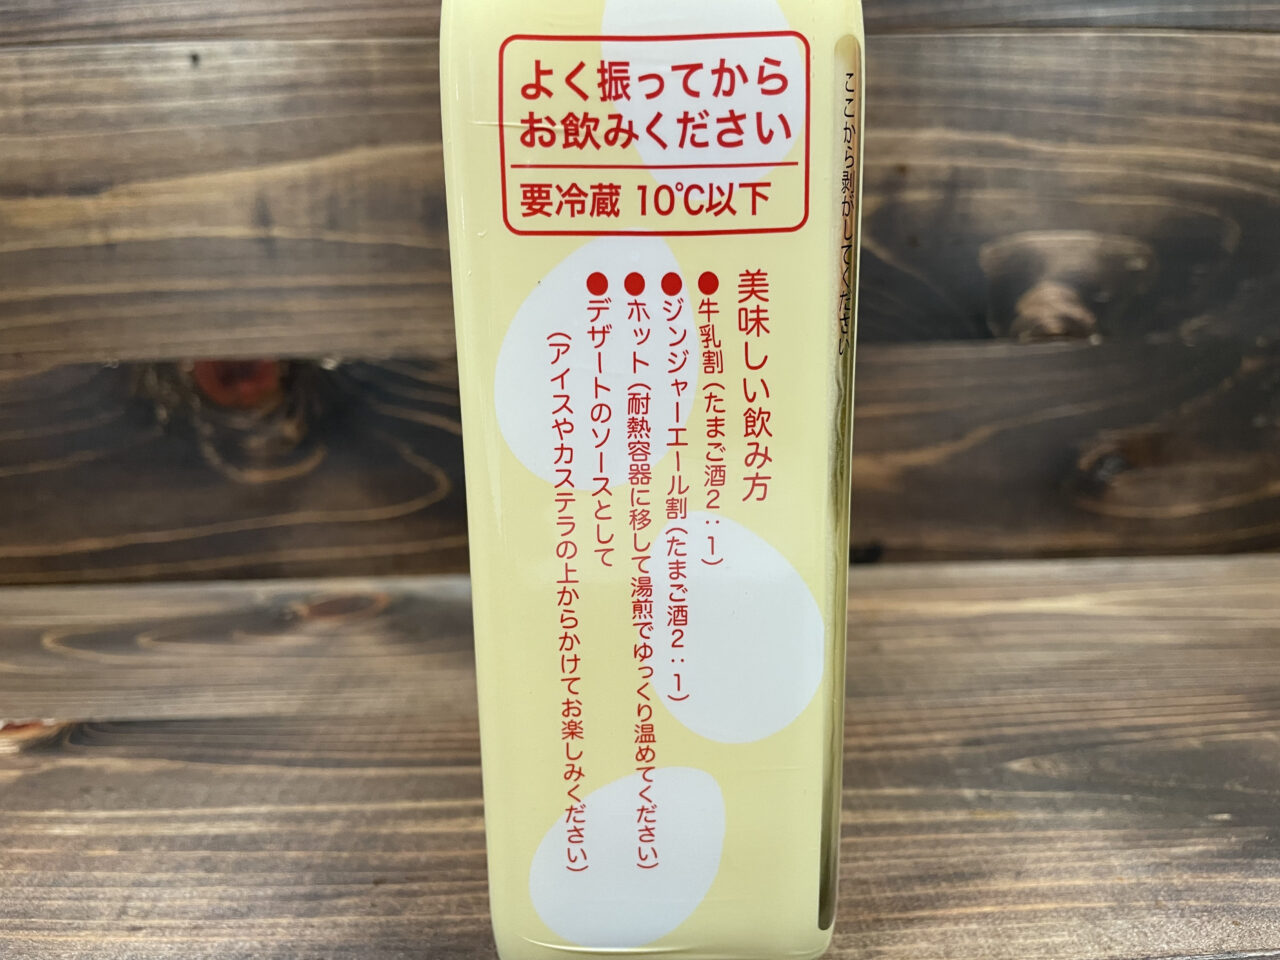 よく振ってから
お飲みください
要冷蔵 10℃以下
美味しい飲み方
●牛乳割（たまご酒2：1）
●ジンジャーエール割（たまご酒2：1）
●ホット（耐熱容器に移して湯煎でゆっくり温めてください）
●デザートのソースとして
（アイスやカステラの上からかけてお楽しみください）
ここから剥がしてください